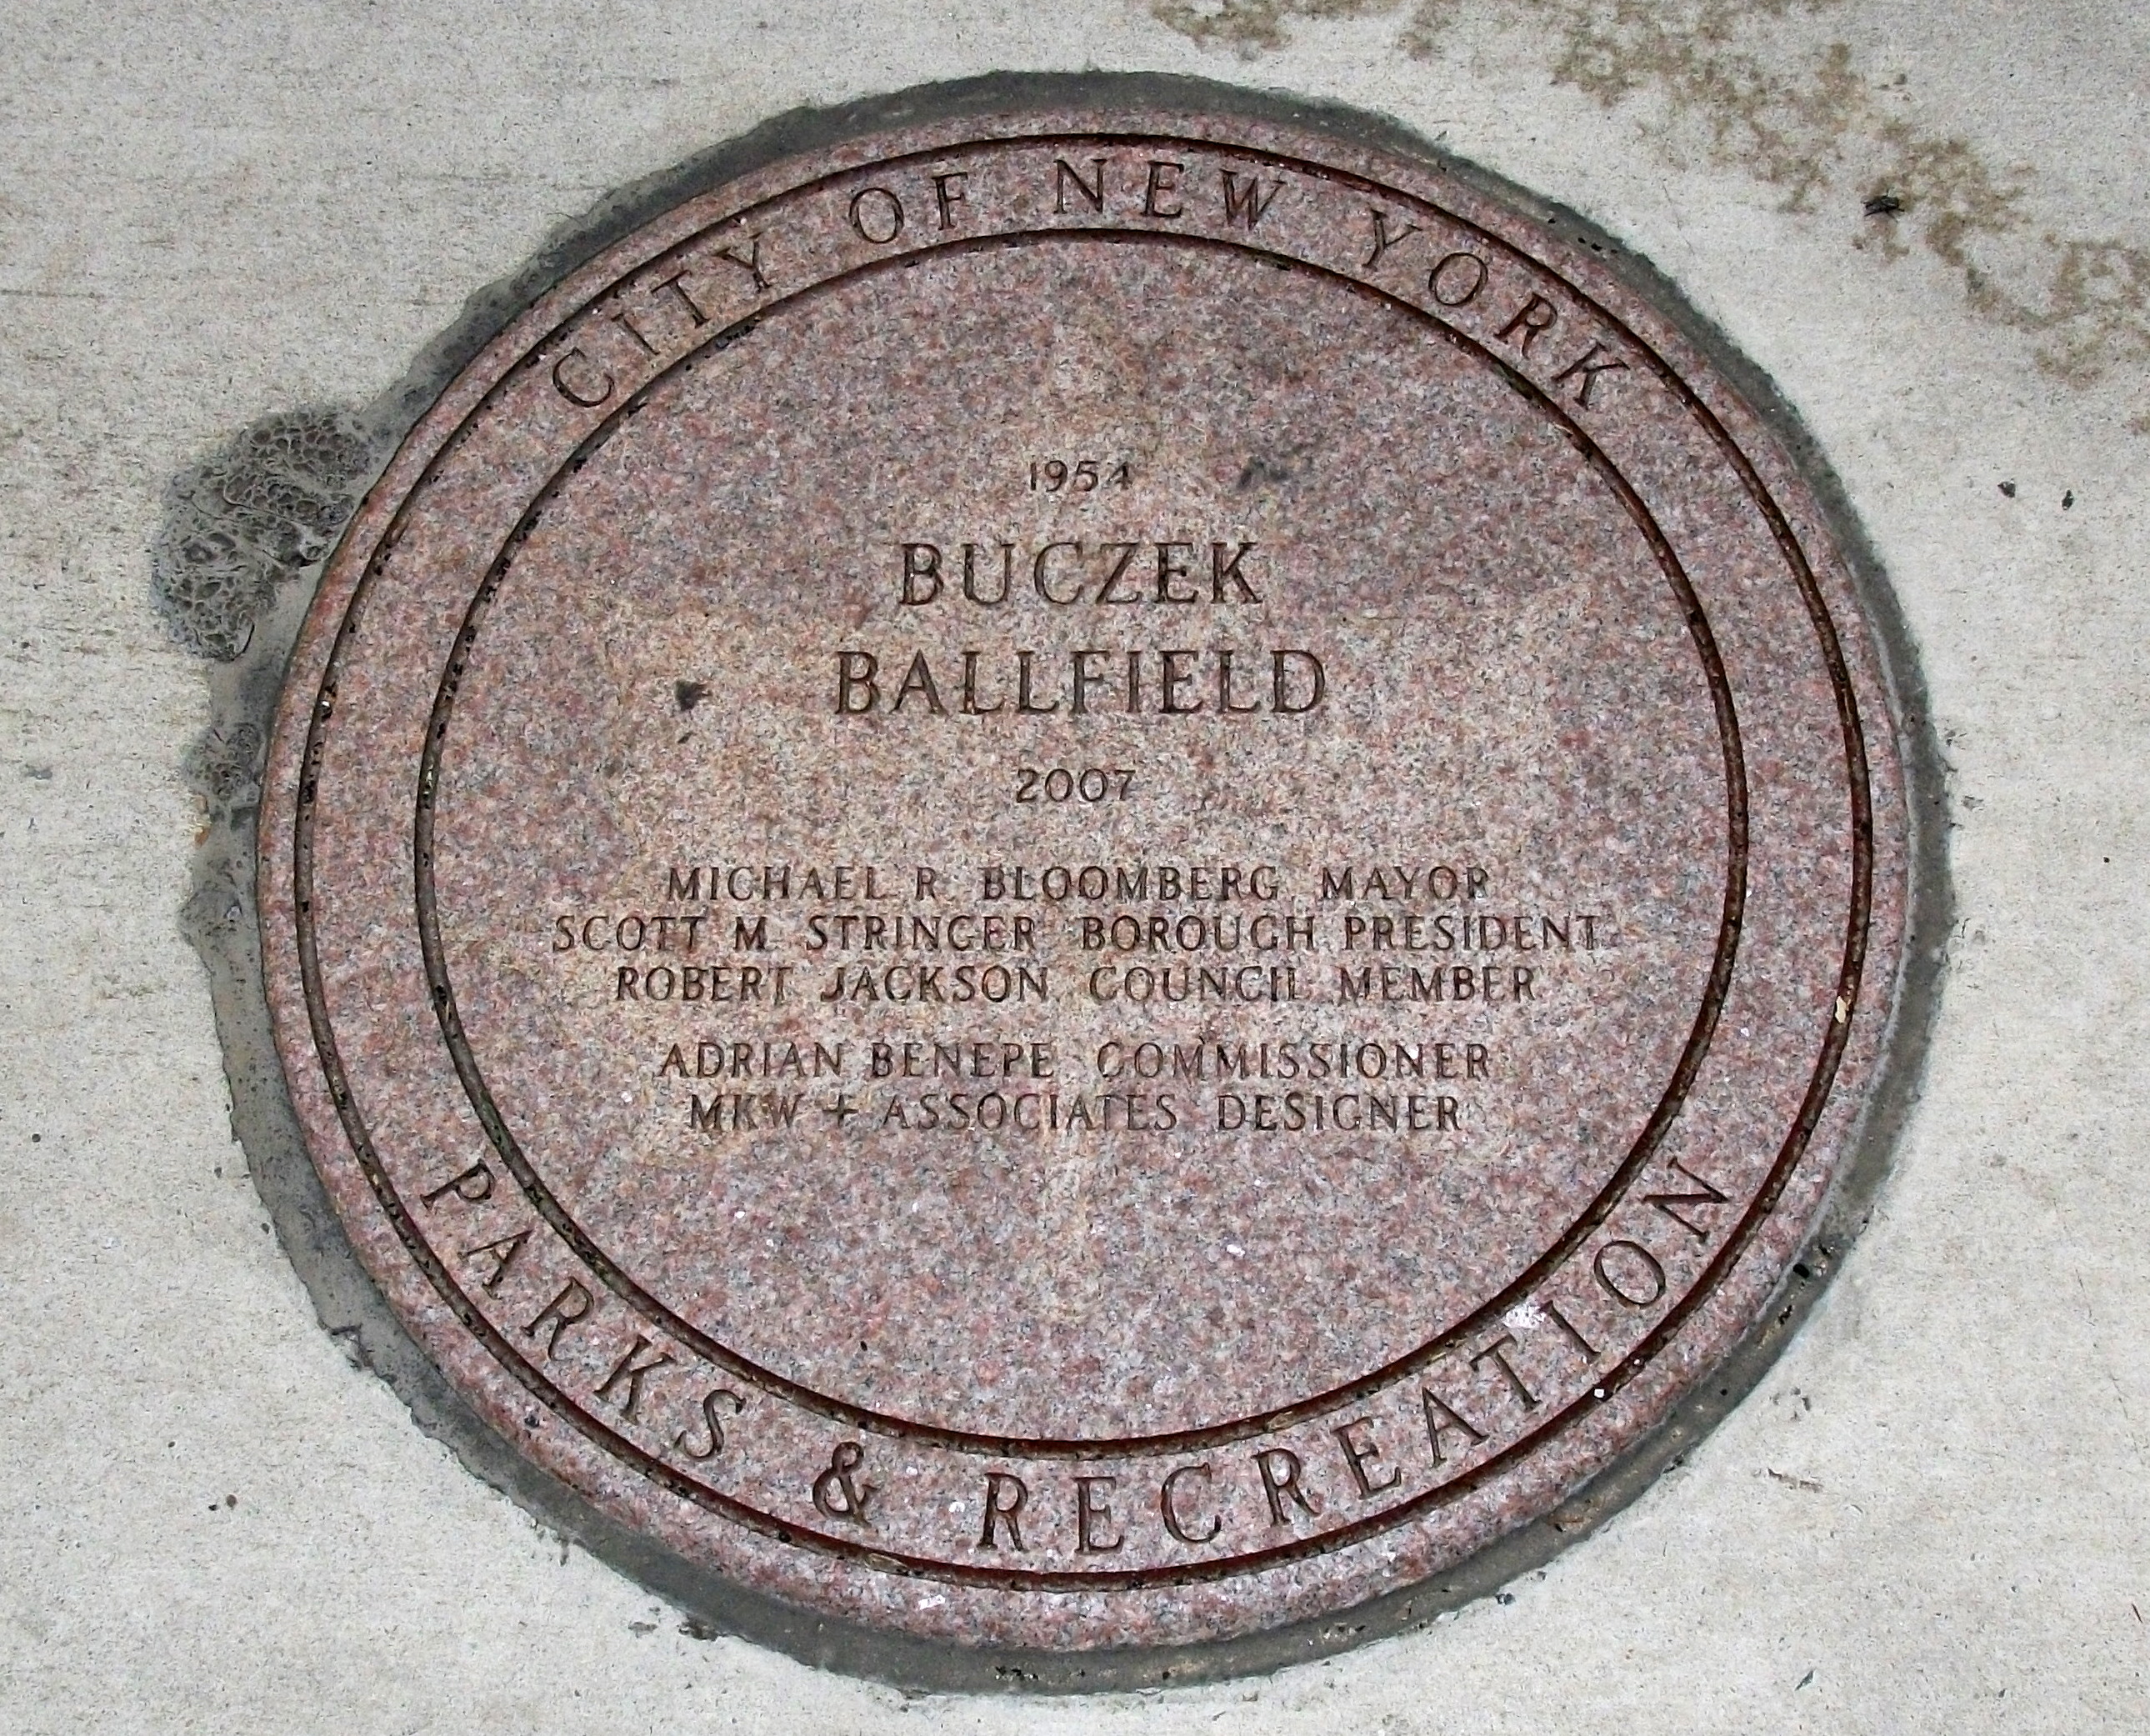 CITY OF NEW YORK
1954
BUCZEK
BALLFIELD
2007
MICHAEL R BLOOMBERG MAYOR
SCOTT M STRINGER BOROUGH PRESIDENT
ROBERT JACKSON COUNCIL MEMBER
ADRIAN BENEPE COMMISSIONER
MKW + ASSOCIATES DESIGNER
PARKS & RECREATION